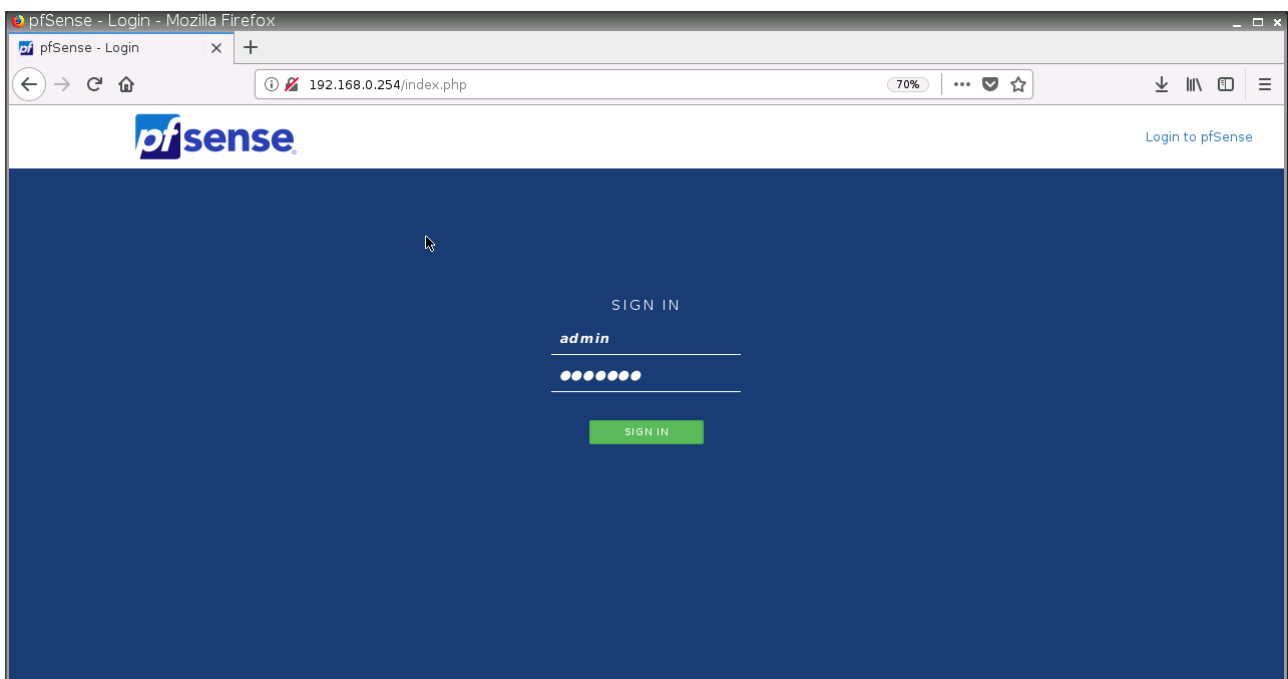 pfSense - Login - Mozilla Firefox
pfSense - Login
192.168.0.254/index.php
70%
pfsense
Login to pfSense
SIGN IN
admin
SIGN IN